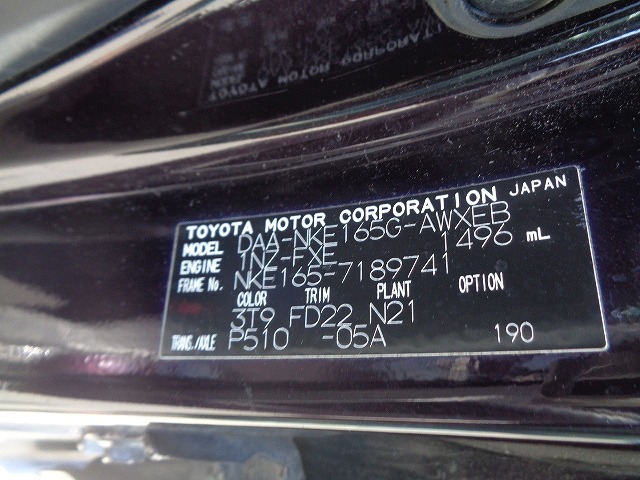 TOYOTA MOTOR CORPORATION JAPAN
MODEL DAA-NKE165G-AWXEB
ENGINE 1NZ-FXE 1496 mL
FRAME No. NKE165-7189741
COLOR TRIM PLANT OPTION
3T9 FD22 N21
TRANS./AXLE P510 -05A 190